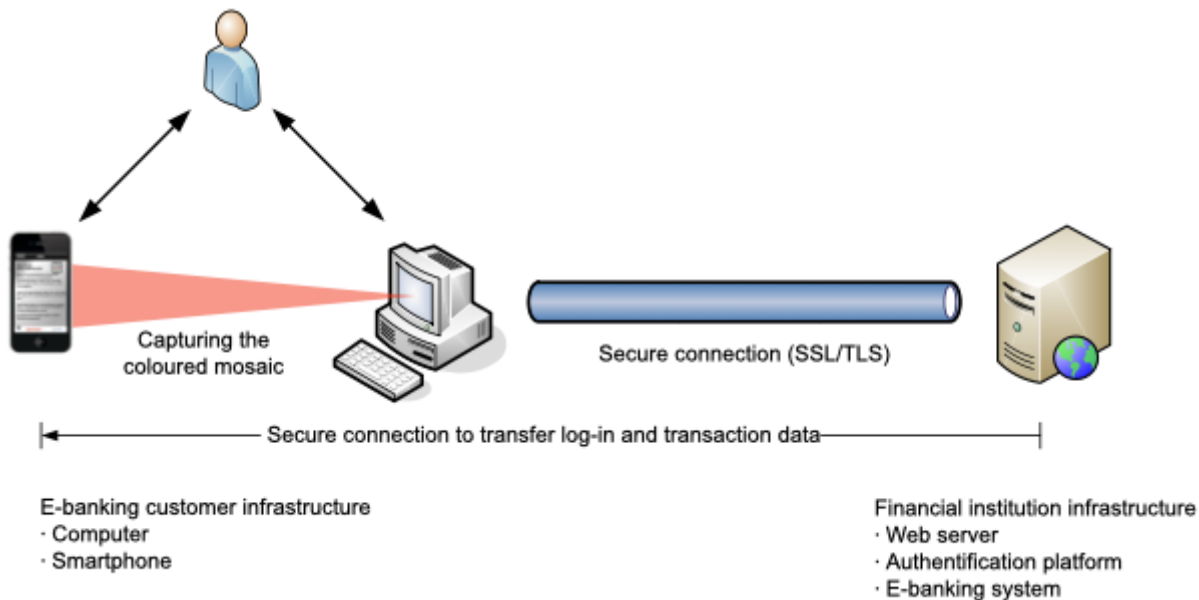 Capturing the
coloured mosaic
Secure connection (SSL/TLS)
Secure connection to transfer log-in and transaction data
E-banking customer infrastructure
· Computer
· Smartphone
Financial institution infrastructure
· Web server
· Authentification platform
· E-banking system